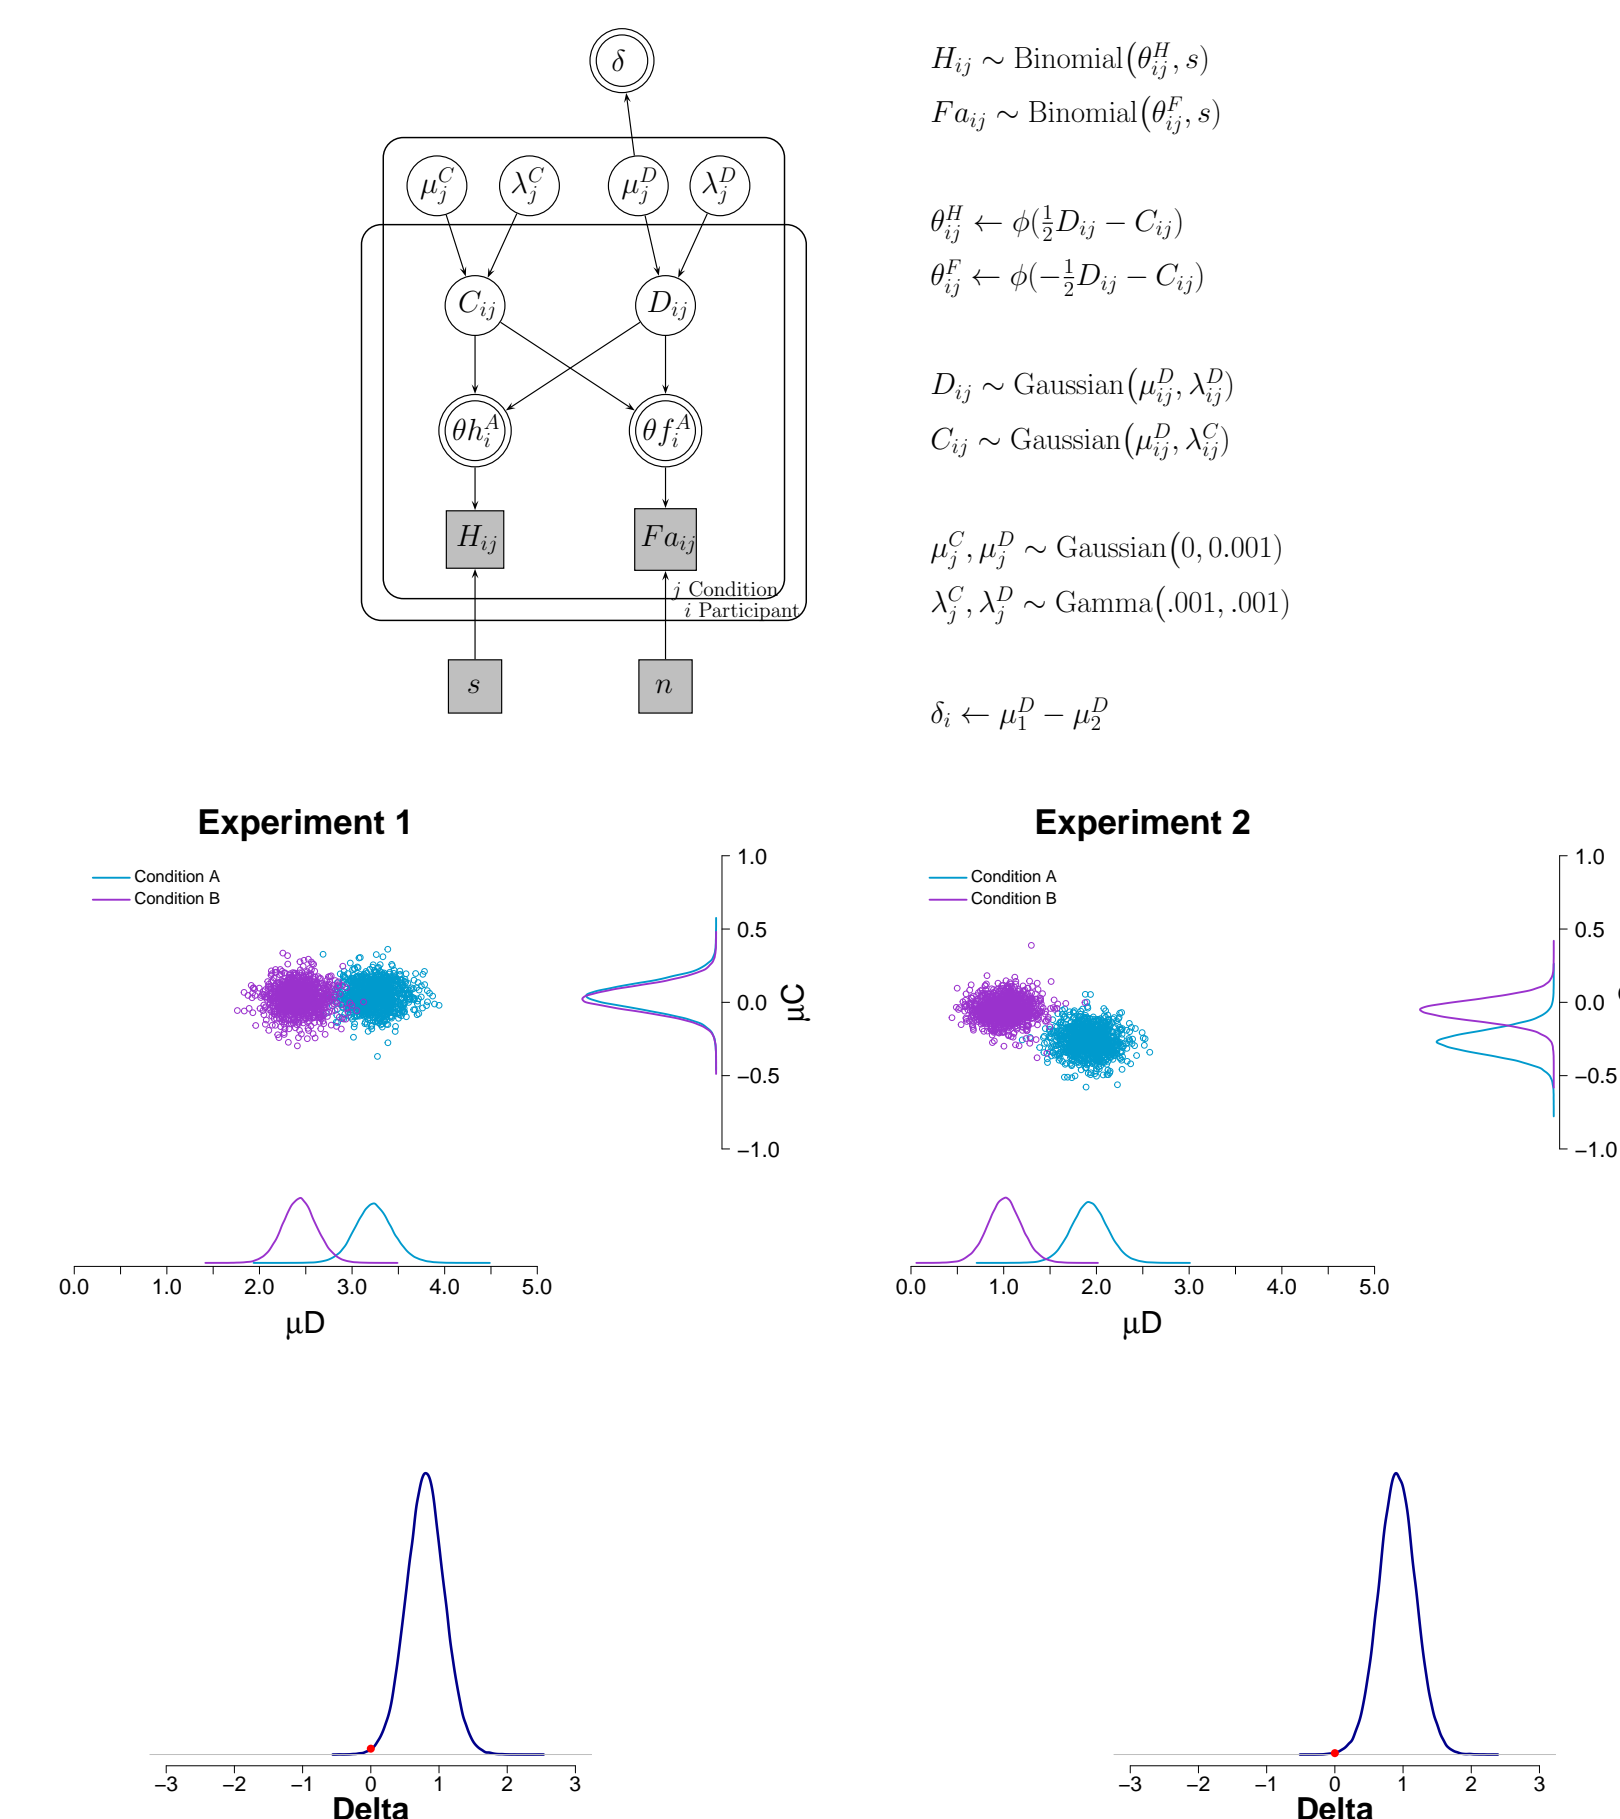 δ
μ_j^C λ_j^C μ_j^D λ_j^D
C_ij D_ij
θh_i^A θf_i^A
H_ij Fa_ij
j Condition
i Participant
s n
H_ij ∼ Binomial(θ_ij^H, s)
Fa_ij ∼ Binomial(θ_ij^F, s)
θ_ij^H ← ϕ(½D_ij − C_ij)
θ_ij^F ← ϕ(−½D_ij − C_ij)
D_ij ∼ Gaussian(μ_ij^D, λ_ij^D)
C_ij ∼ Gaussian(μ_ij^D, λ_ij^C)
μ_j^C, μ_j^D ∼ Gaussian(0, 0.001)
λ_j^C, λ_j^D ∼ Gamma(.001, .001)
δ_i ← μ_1^D − μ_2^D
Experiment 1
Condition A
Condition B
1.0
0.5
0.0
−0.5
−1.0
μC
0.0 1.0 2.0 3.0 4.0 5.0
μD
Experiment 2
Condition A
Condition B
1.0
0.5
0.0
−0.5
−1.0
0.0 1.0 2.0 3.0 4.0 5.0
μD
−3 −2 −1 0 1 2 3
Delta
−3 −2 −1 0 1 2 3
Delta